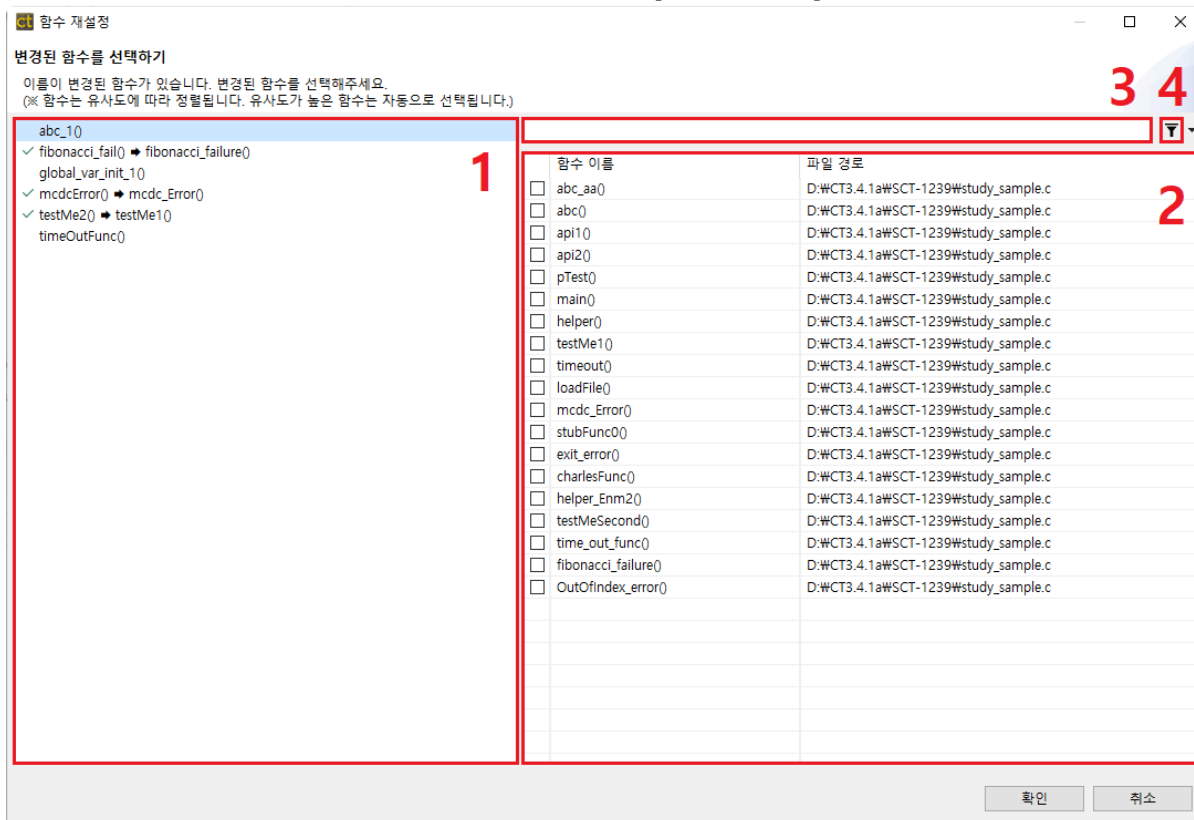 ct 함수 재설정
변경된 함수를 선택하기
이름이 변경된 함수가 있습니다. 변경된 함수를 선택해주세요.
(※ 함수는 유사도에 따라 정렬됩니다. 유사도가 높은 함수는 자동으로 선택됩니다.)
3 4
abc_1()
✓ fibonacci_fail() ➡ fibonacci_failure()
global_var_init_1()
✓ mcdcError() ➡ mcdc_Error()
✓ testMe2() ➡ testMe1()
timeOutFunc()
1
함수 이름 파일 경로
2
abc_aa() D:₩CT3.4.1a₩SCT-1239₩study_sample.c
abc() D:₩CT3.4.1a₩SCT-1239₩study_sample.c
api1() D:₩CT3.4.1a₩SCT-1239₩study_sample.c
api2() D:₩CT3.4.1a₩SCT-1239₩study_sample.c
pTest() D:₩CT3.4.1a₩SCT-1239₩study_sample.c
main() D:₩CT3.4.1a₩SCT-1239₩study_sample.c
helper() D:₩CT3.4.1a₩SCT-1239₩study_sample.c
testMe1() D:₩CT3.4.1a₩SCT-1239₩study_sample.c
timeout() D:₩CT3.4.1a₩SCT-1239₩study_sample.c
loadFile() D:₩CT3.4.1a₩SCT-1239₩study_sample.c
mcdc_Error() D:₩CT3.4.1a₩SCT-1239₩study_sample.c
stubFunc0() D:₩CT3.4.1a₩SCT-1239₩study_sample.c
exit_error() D:₩CT3.4.1a₩SCT-1239₩study_sample.c
charlesFunc() D:₩CT3.4.1a₩SCT-1239₩study_sample.c
helper_Enm2() D:₩CT3.4.1a₩SCT-1239₩study_sample.c
testMeSecond() D:₩CT3.4.1a₩SCT-1239₩study_sample.c
time_out_func() D:₩CT3.4.1a₩SCT-1239₩study_sample.c
fibonacci_failure() D:₩CT3.4.1a₩SCT-1239₩study_sample.c
OutOfIndex_error() D:₩CT3.4.1a₩SCT-1239₩study_sample.c
확인 취소